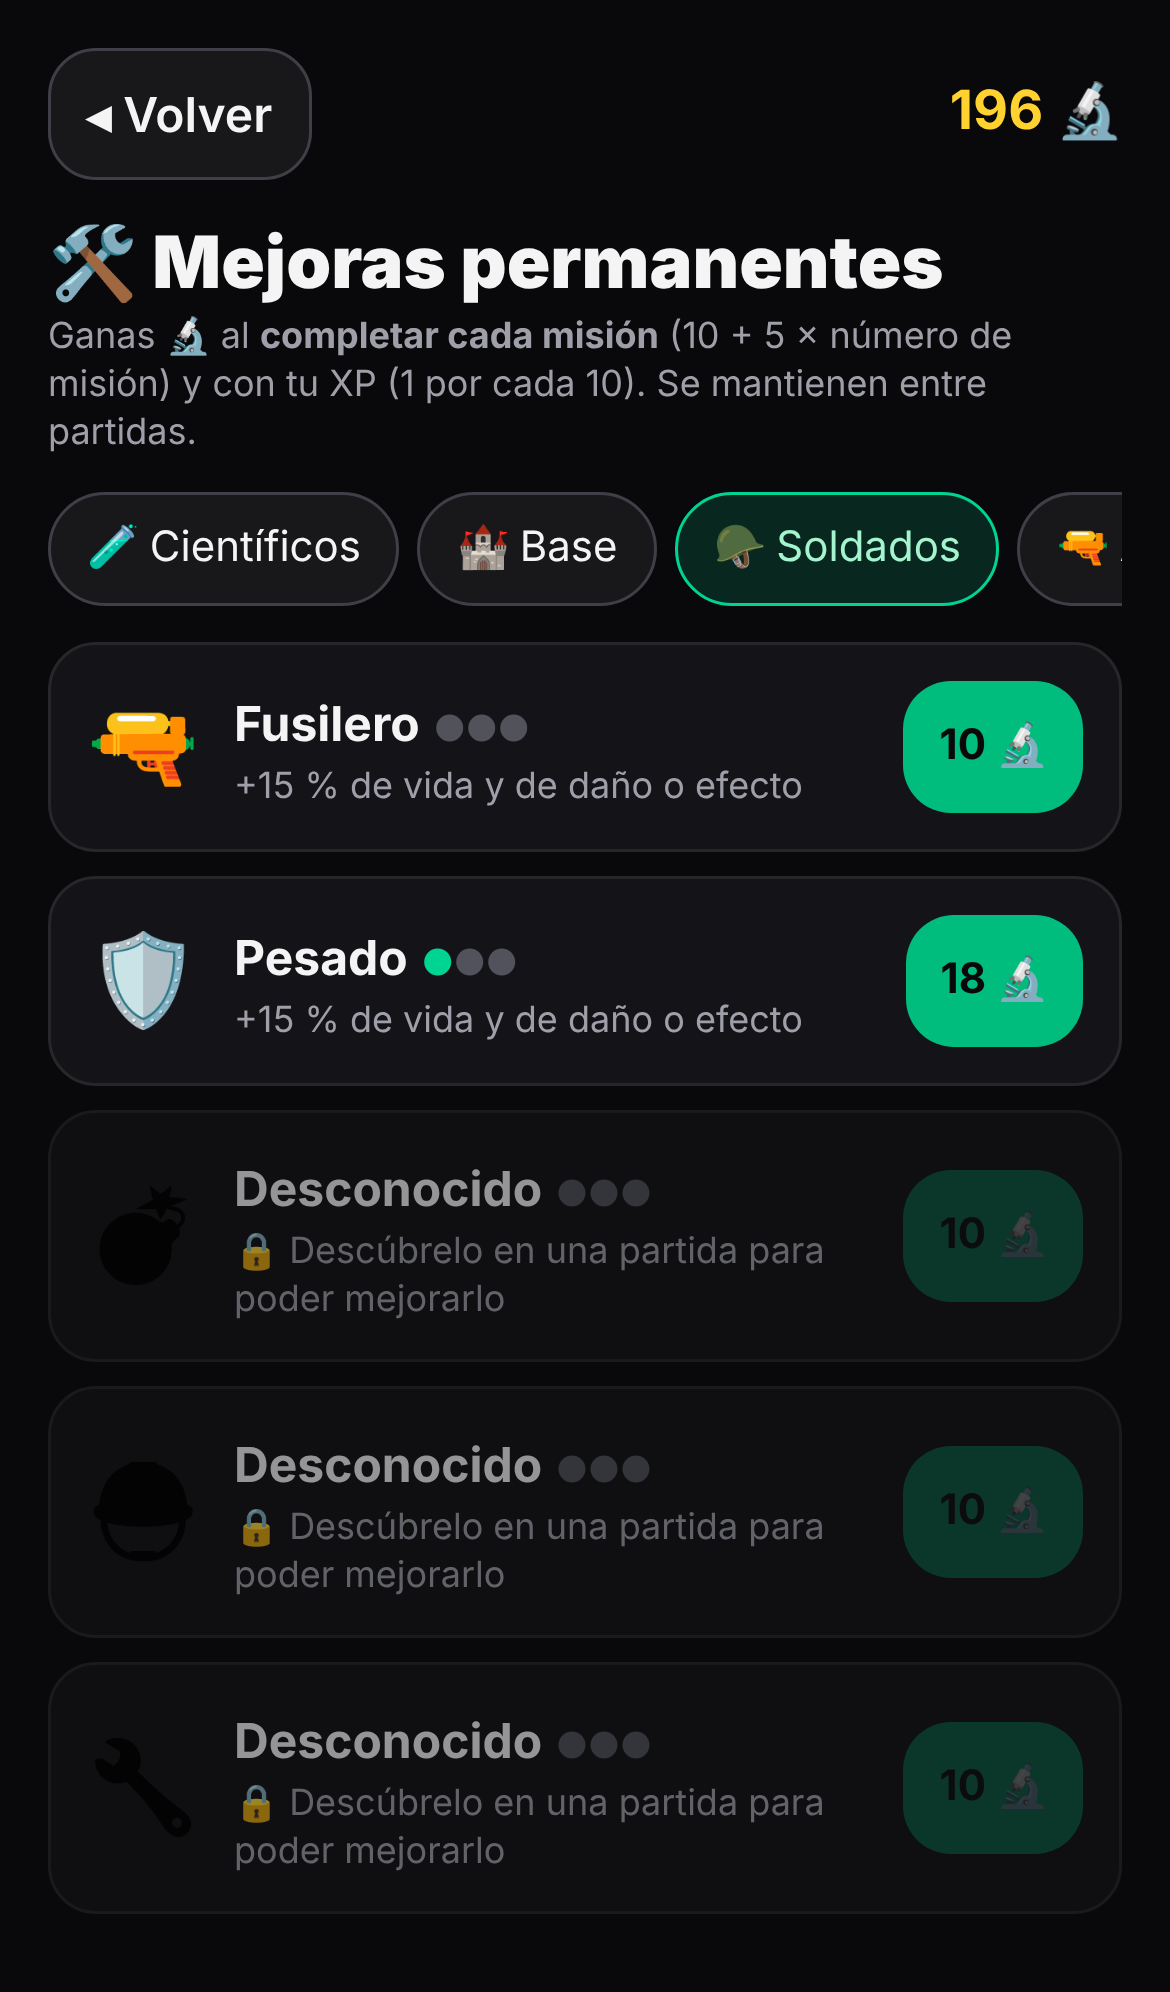 ◀ Volver
196 🔬
🛠️ Mejoras permanentes
Ganas 🔬 al completar cada misión (10 + 5 × número de
misión) y con tu XP (1 por cada 10). Se mantienen entre
partidas.
🧪 Científicos
🏰 Base
🪖 Soldados
Fusilero
+15 % de vida y de daño o efecto
10 🔬
Pesado
+15 % de vida y de daño o efecto
18 🔬
Desconocido
🔒 Descúbrelo en una partida para
poder mejorarlo
10 🔬
Desconocido
🔒 Descúbrelo en una partida para
poder mejorarlo
10 🔬
Desconocido
🔒 Descúbrelo en una partida para
poder mejorarlo
10 🔬